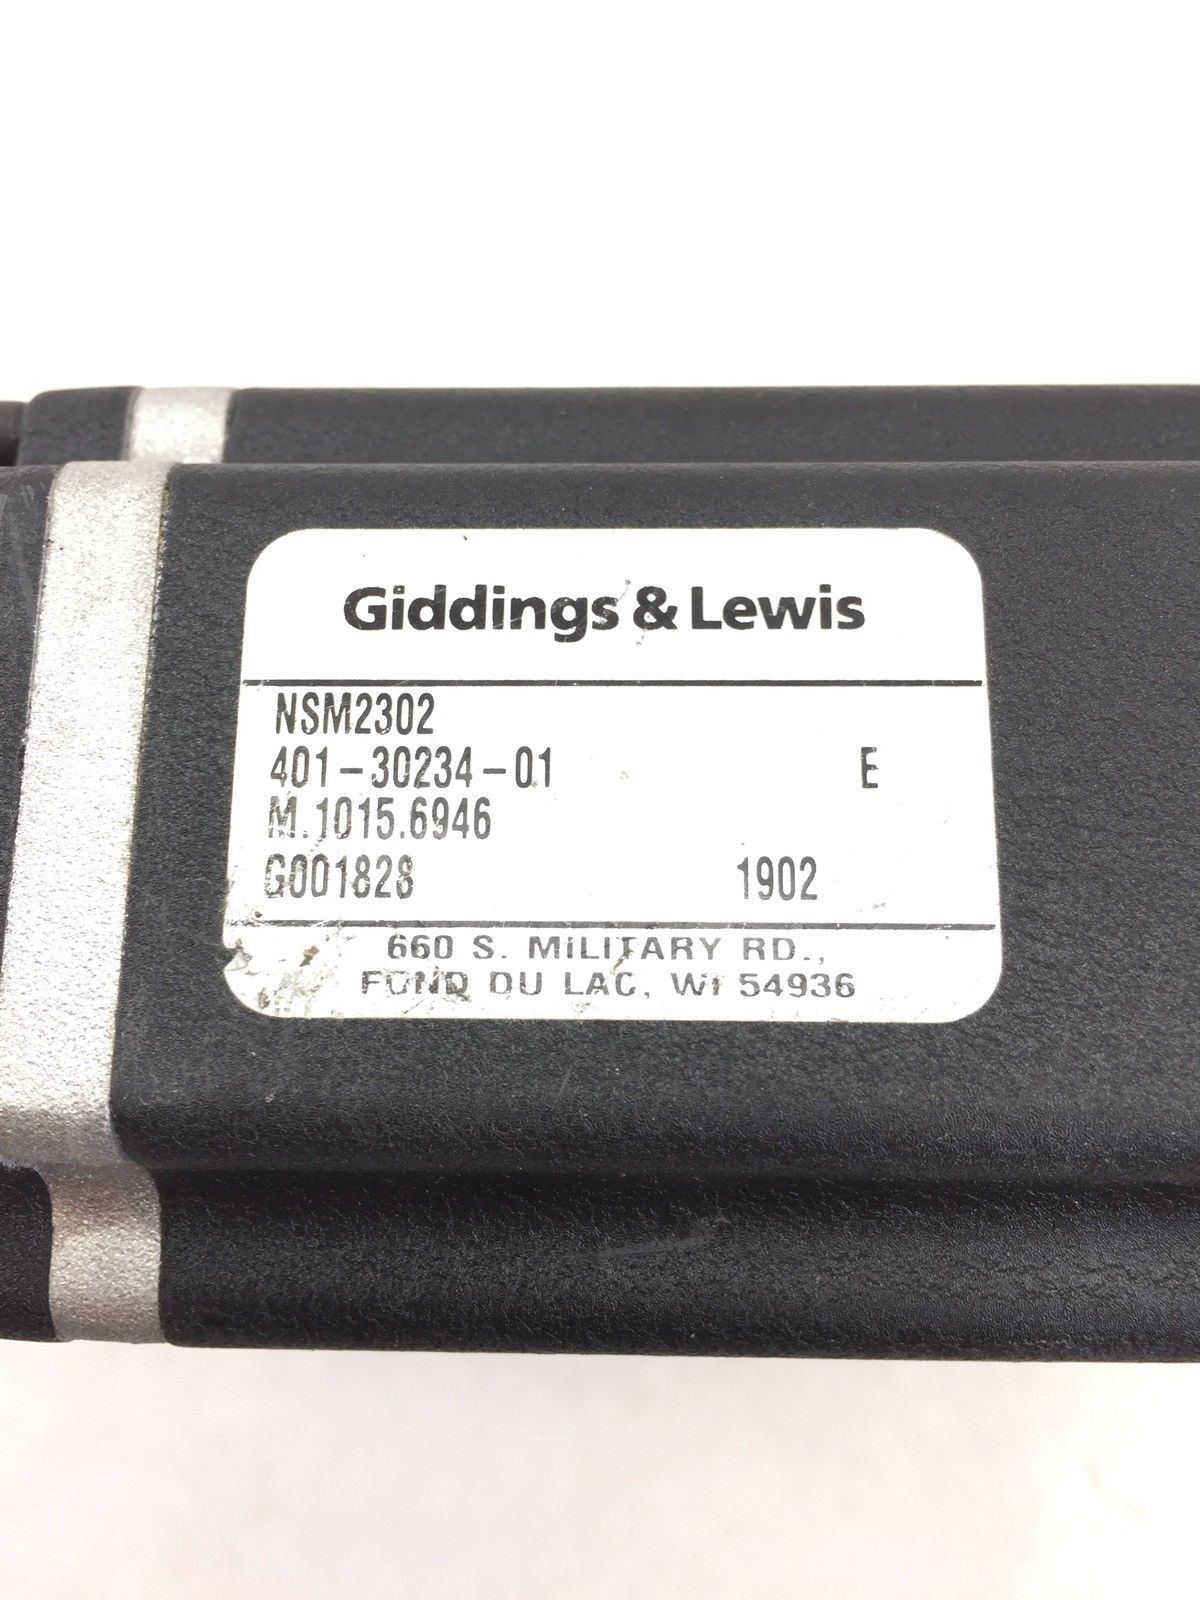 Giddings & Lewis
NSM2302
401-30234-01 E
M.1015.6946
G001828 1902
660 S. MILITARY RD.,
FOND DU LAC, WI 54936